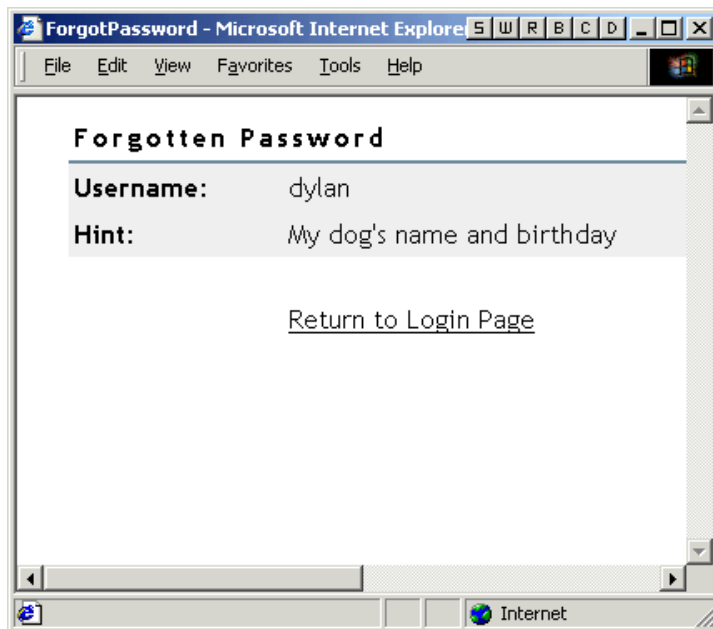 ForgotPassword - Microsoft Internet Explore S W R B C D
File Edit View Favorites Tools Help
Forgotten Password
Username: dylan
Hint: My dog's name and birthday
Return to Login Page
Internet